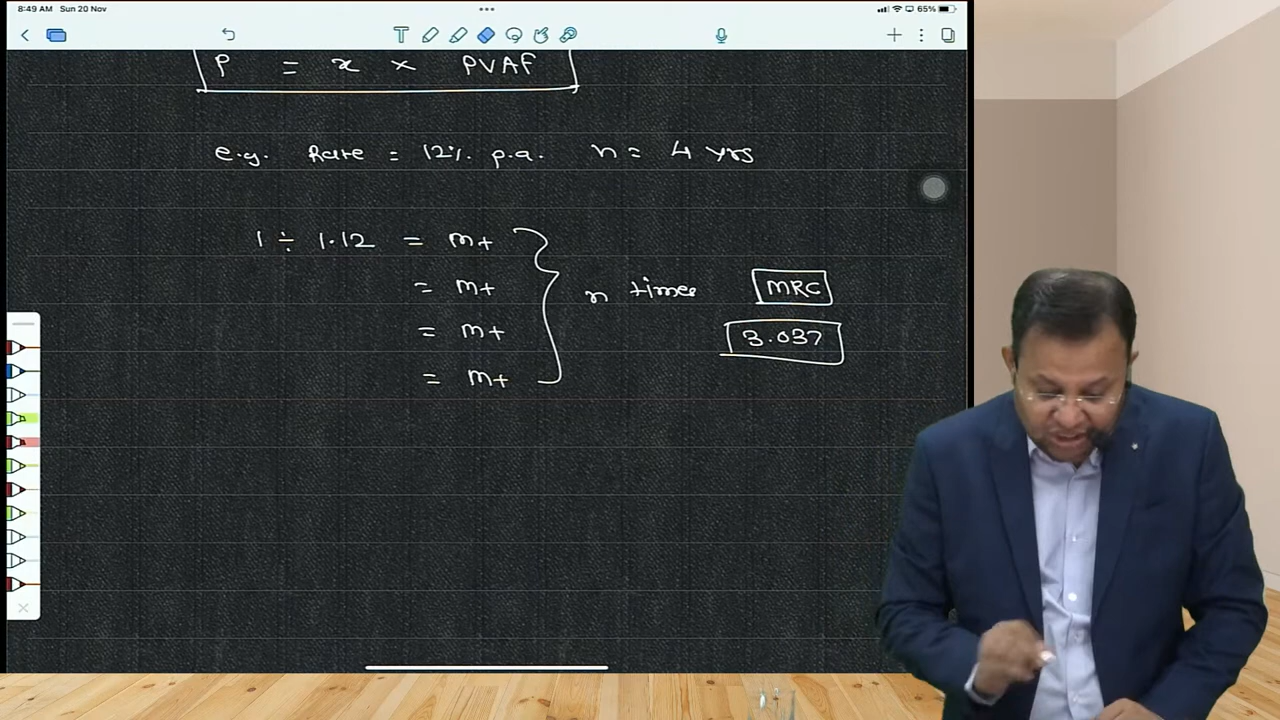 8:49 AM Sun 20 Nov
65%
P = x × PVAF
e.g. Rate = 12% p.a. n = 4 yrs
1 ÷ 1.12 = m+
= m+
= m+
= m+
n times
MRC
3.037